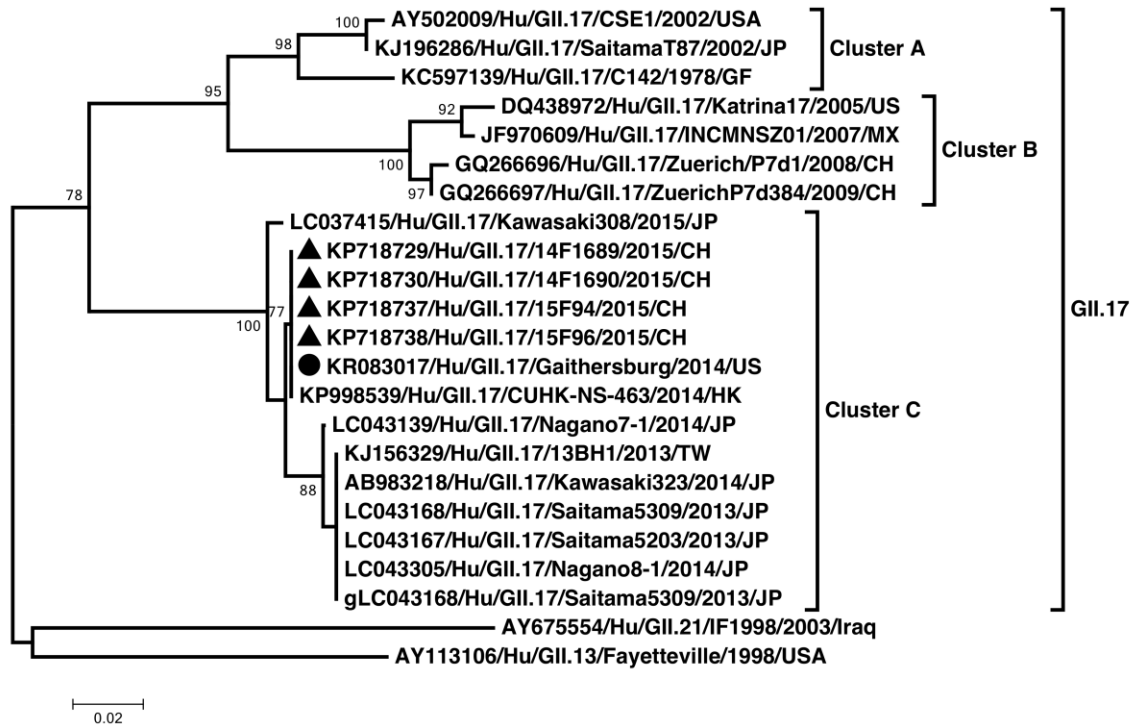 100
AY502009/Hu/GII.17/CSE1/2002/USA
KJ196286/Hu/GII.17/SaitamaT87/2002/JP
Cluster A
98
KC597139/Hu/GII.17/C142/1978/GF
95
92
DQ438972/Hu/GII.17/Katrina17/2005/US
JF970609/Hu/GII.17/INCMNSZ01/2007/MX
Cluster B
100
GQ266696/Hu/GII.17/Zuerich/P7d1/2008/CH
97
GQ266697/Hu/GII.17/ZuerichP7d384/2009/CH
78
LC037415/Hu/GII.17/Kawasaki308/2015/JP
KP718729/Hu/GII.17/14F1689/2015/CH
KP718730/Hu/GII.17/14F1690/2015/CH
77
KP718737/Hu/GII.17/15F94/2015/CH
100
KP718738/Hu/GII.17/15F96/2015/CH
KR083017/Hu/GII.17/Gaithersburg/2014/US
KP998539/Hu/GII.17/CUHK-NS-463/2014/HK
Cluster C
LC043139/Hu/GII.17/Nagano7-1/2014/JP
KJ156329/Hu/GII.17/13BH1/2013/TW
88
AB983218/Hu/GII.17/Kawasaki323/2014/JP
LC043168/Hu/GII.17/Saitama5309/2013/JP
LC043167/Hu/GII.17/Saitama5203/2013/JP
LC043305/Hu/GII.17/Nagano8-1/2014/JP
gLC043168/Hu/GII.17/Saitama5309/2013/JP
GII.17
AY675554/Hu/GII.21/IF1998/2003/Iraq
AY113106/Hu/GII.13/Fayetteville/1998/USA
0.02